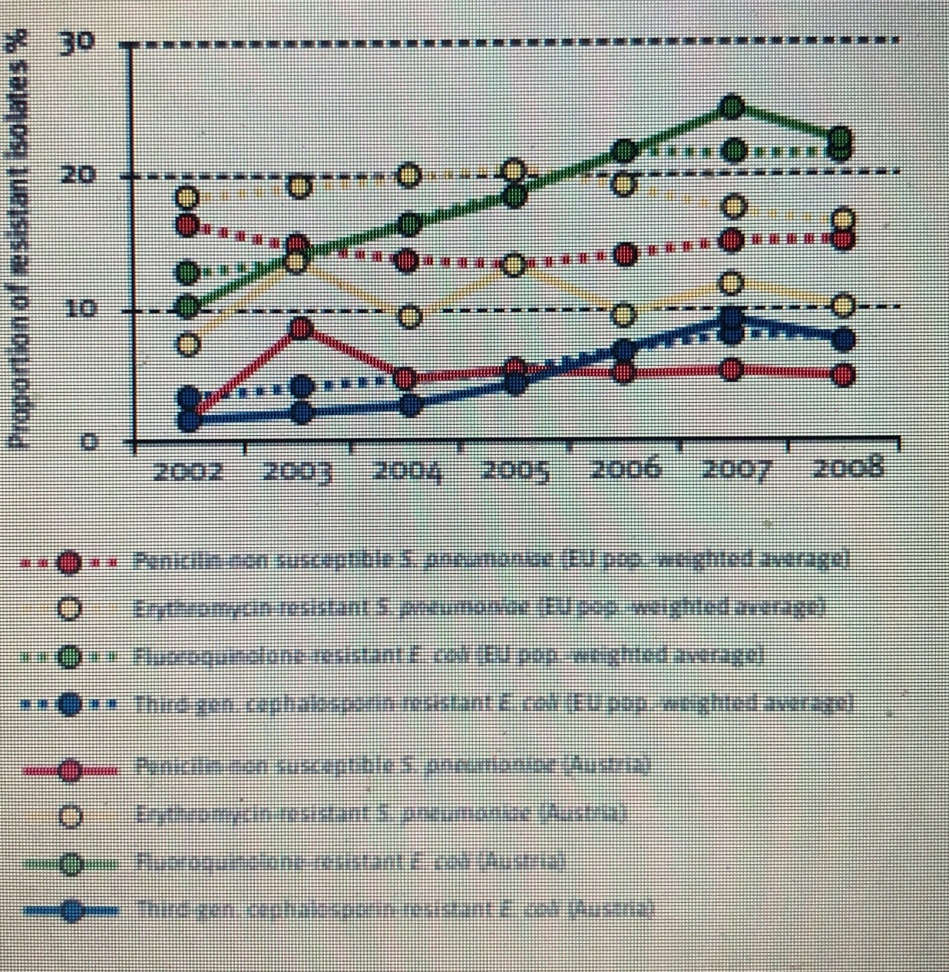 Proportion of resistant isolates %
30
20
10
0
2002 2003 2004 2005 2006 2007 2008
Penicilin-non susceptible S. pneumoniae (EU pop.-weighted average)
Erythromycin-resistant S. pneumoniae (EU pop.-weighted average)
Fluoroquinolone-resistant E. coli (EU pop.-weighted average)
Third-gen. cephalosporin-resistant E. coli (EU pop.-weighted average)
Penicilin-non susceptible S. pneumoniae (Austria)
Erythromycin-resistant S. pneumoniae (Austria)
Fluoroquinolone-resistant E. coli (Austria)
Third-gen. cephalosporin-resistant E. coli (Austria)